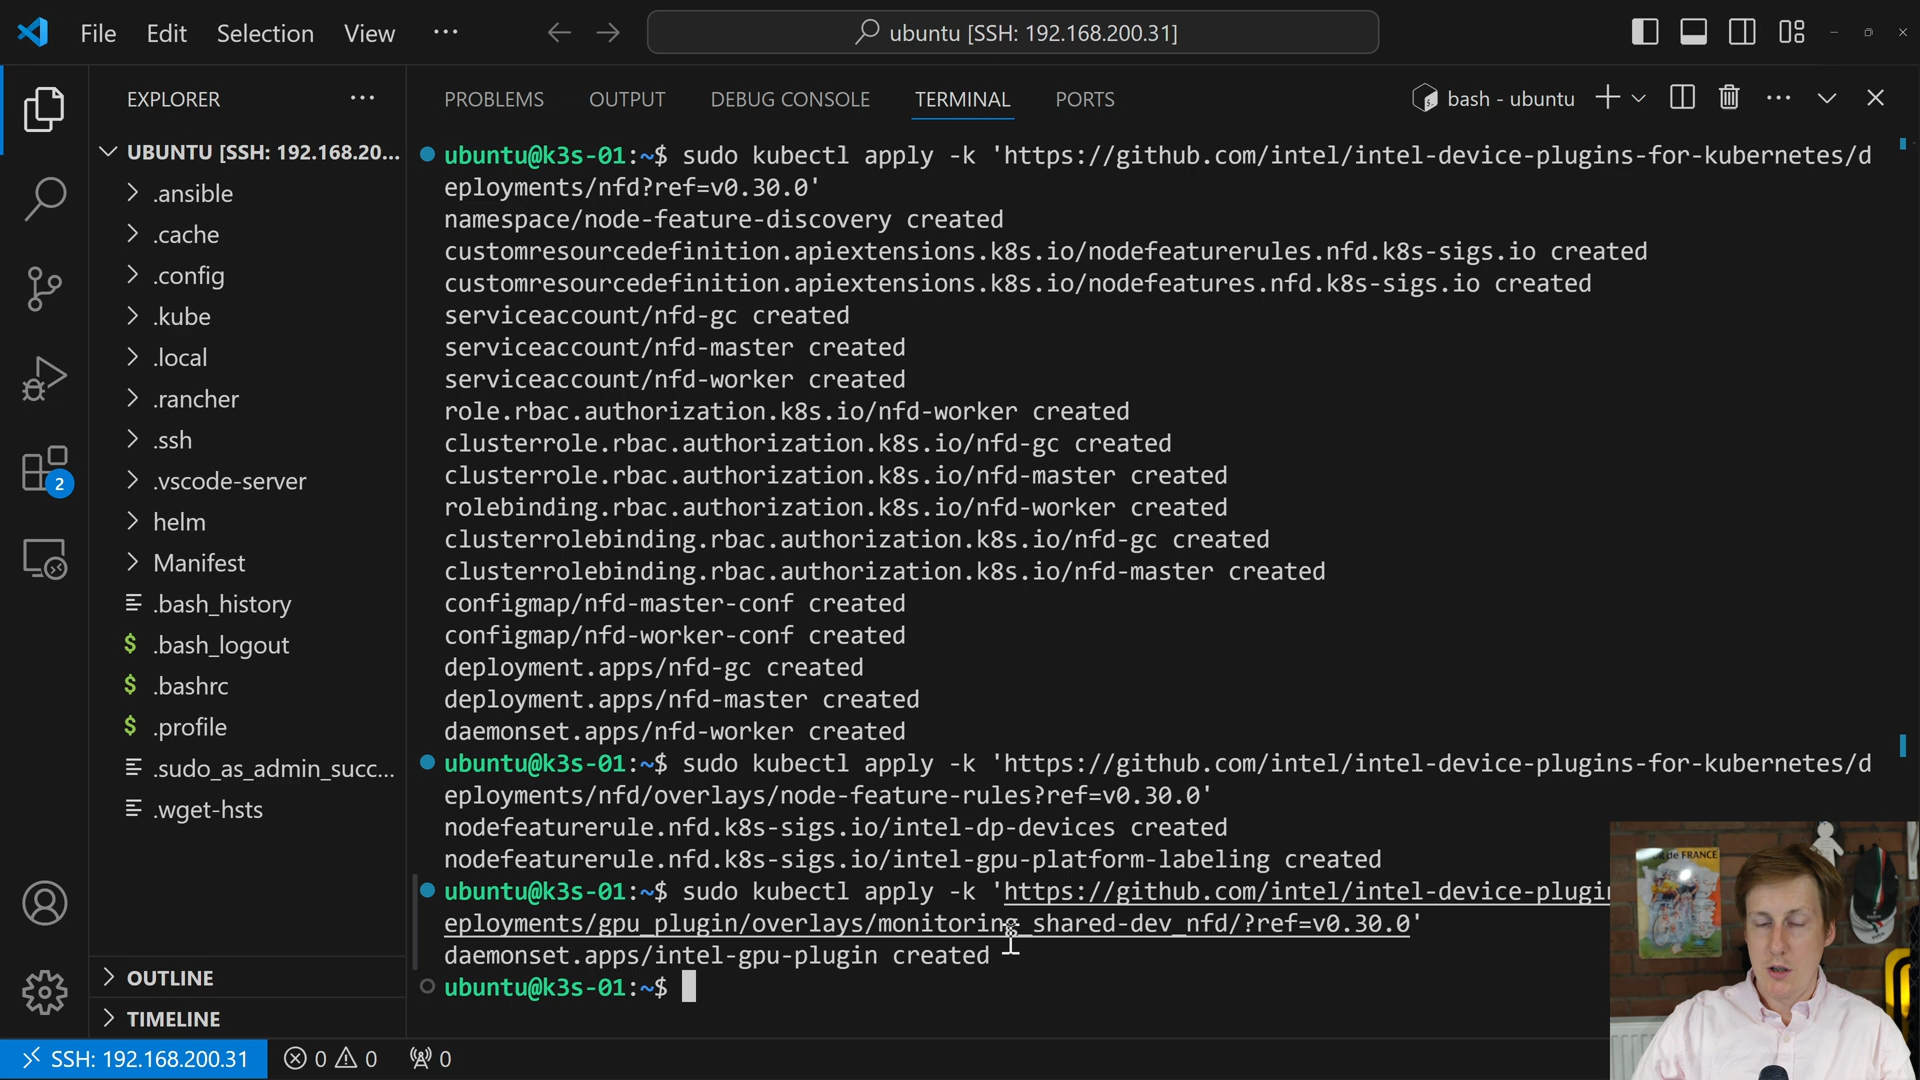 File Edit Selection View ... ubuntu [SSH: 192.168.200.31]
EXPLORER ...
UBUNTU [SSH: 192.168.20...
.ansible
.cache
.config
.kube
.local
.rancher
.ssh
.vscode-server
helm
Manifest
.bash_history
$ .bash_logout
$ .bashrc
$ .profile
.sudo_as_admin_succ...
.wget-hsts
OUTLINE
TIMELINE
2
PROBLEMS OUTPUT DEBUG CONSOLE TERMINAL PORTS bash - ubuntu
ubuntu@k3s-01:~$ sudo kubectl apply -k 'https://github.com/intel/intel-device-plugins-for-kubernetes/d
eployments/nfd?ref=v0.30.0'
namespace/node-feature-discovery created
customresourcedefinition.apiextensions.k8s.io/nodefeaturerules.nfd.k8s-sigs.io created
customresourcedefinition.apiextensions.k8s.io/nodefeatures.nfd.k8s-sigs.io created
serviceaccount/nfd-gc created
serviceaccount/nfd-master created
serviceaccount/nfd-worker created
role.rbac.authorization.k8s.io/nfd-worker created
clusterrole.rbac.authorization.k8s.io/nfd-gc created
clusterrole.rbac.authorization.k8s.io/nfd-master created
rolebinding.rbac.authorization.k8s.io/nfd-worker created
clusterrolebinding.rbac.authorization.k8s.io/nfd-gc created
clusterrolebinding.rbac.authorization.k8s.io/nfd-master created
configmap/nfd-master-conf created
configmap/nfd-worker-conf created
deployment.apps/nfd-gc created
deployment.apps/nfd-master created
daemonset.apps/nfd-worker created
ubuntu@k3s-01:~$ sudo kubectl apply -k 'https://github.com/intel/intel-device-plugins-for-kubernetes/d
eployments/nfd/overlays/node-feature-rules?ref=v0.30.0'
nodefeaturerule.nfd.k8s-sigs.io/intel-dp-devices created
nodefeaturerule.nfd.k8s-sigs.io/intel-gpu-platform-labeling created
ubuntu@k3s-01:~$ sudo kubectl apply -k 'https://github.com/intel/intel-device-plugin
eployments/gpu_plugin/overlays/monitoring_shared-dev_nfd/?ref=v0.30.0'
daemonset.apps/intel-gpu-plugin created
ubuntu@k3s-01:~$
de FRANCE
SSH: 192.168.200.31 0 0 0